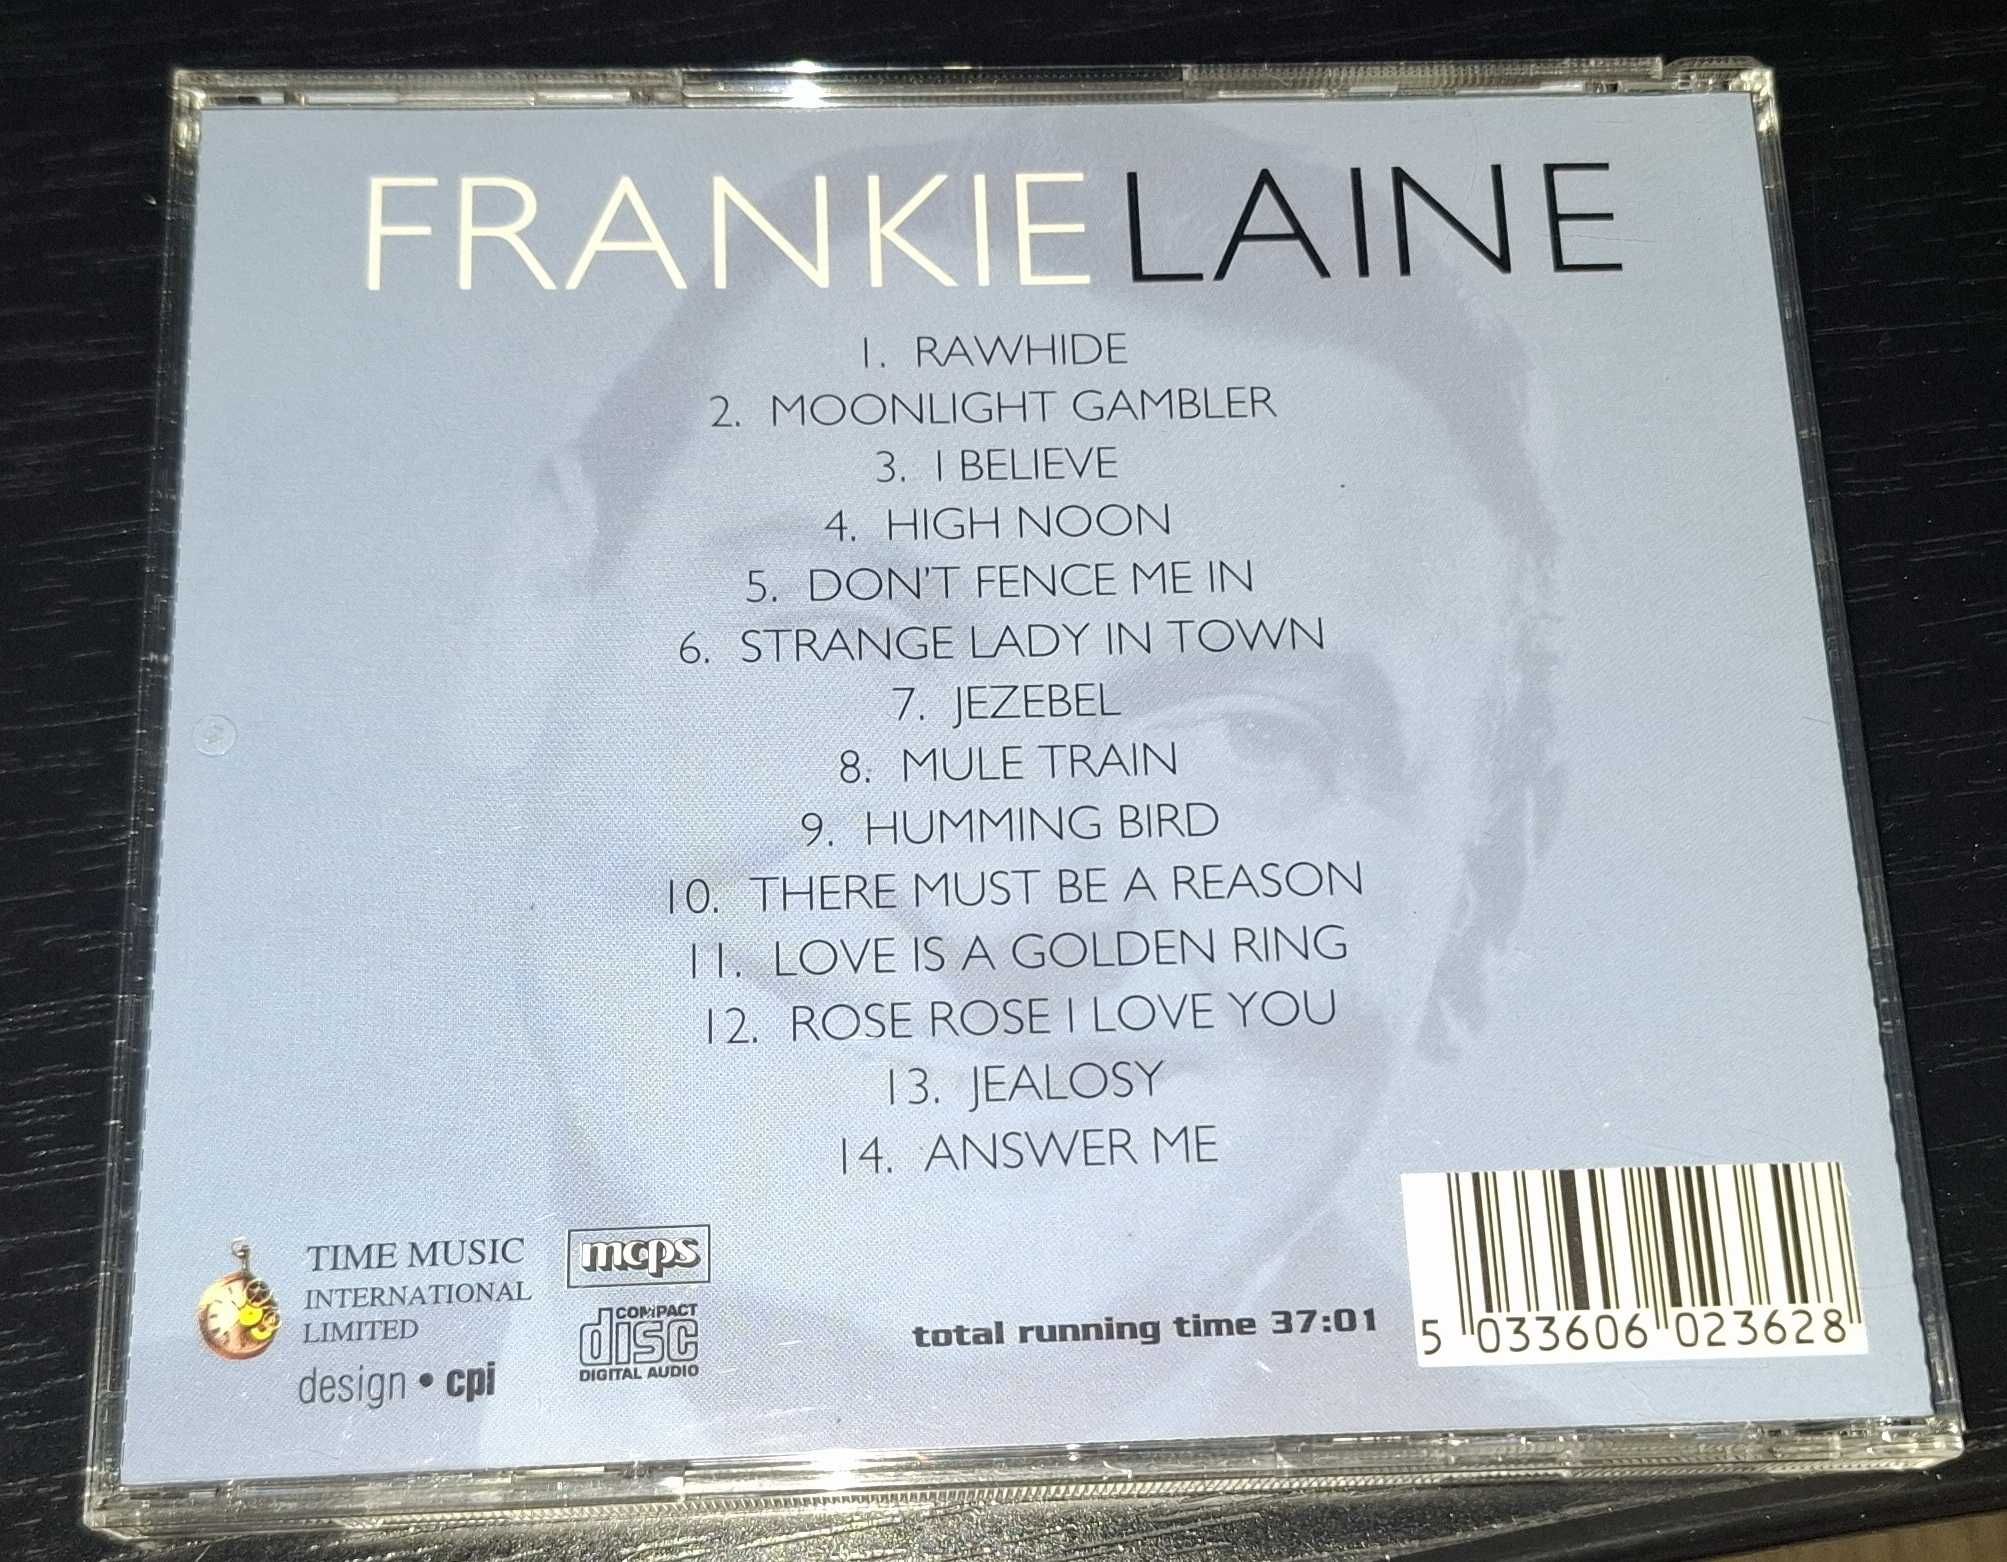 FRANKIE LAINE
1. RAWHIDE
2. MOONLIGHT GAMBLER
3. I BELIEVE
4. HIGH NOON
5. DON'T FENCE ME IN
6. STRANGE LADY IN TOWN
7. JEZEBEL
8. MULE TRAIN
9. HUMMING BIRD
10. THERE MUST BE A REASON
11. LOVE IS A GOLDEN RING
12. ROSE ROSE I LOVE YOU
13. JEALOSY
14. ANSWER ME
TIME MUSIC
INTERNATIONAL
LIMITED
design • cpi
mcps
COMPACT
disc
DIGITAL AUDIO
total running time 37:01
5 033606 023628